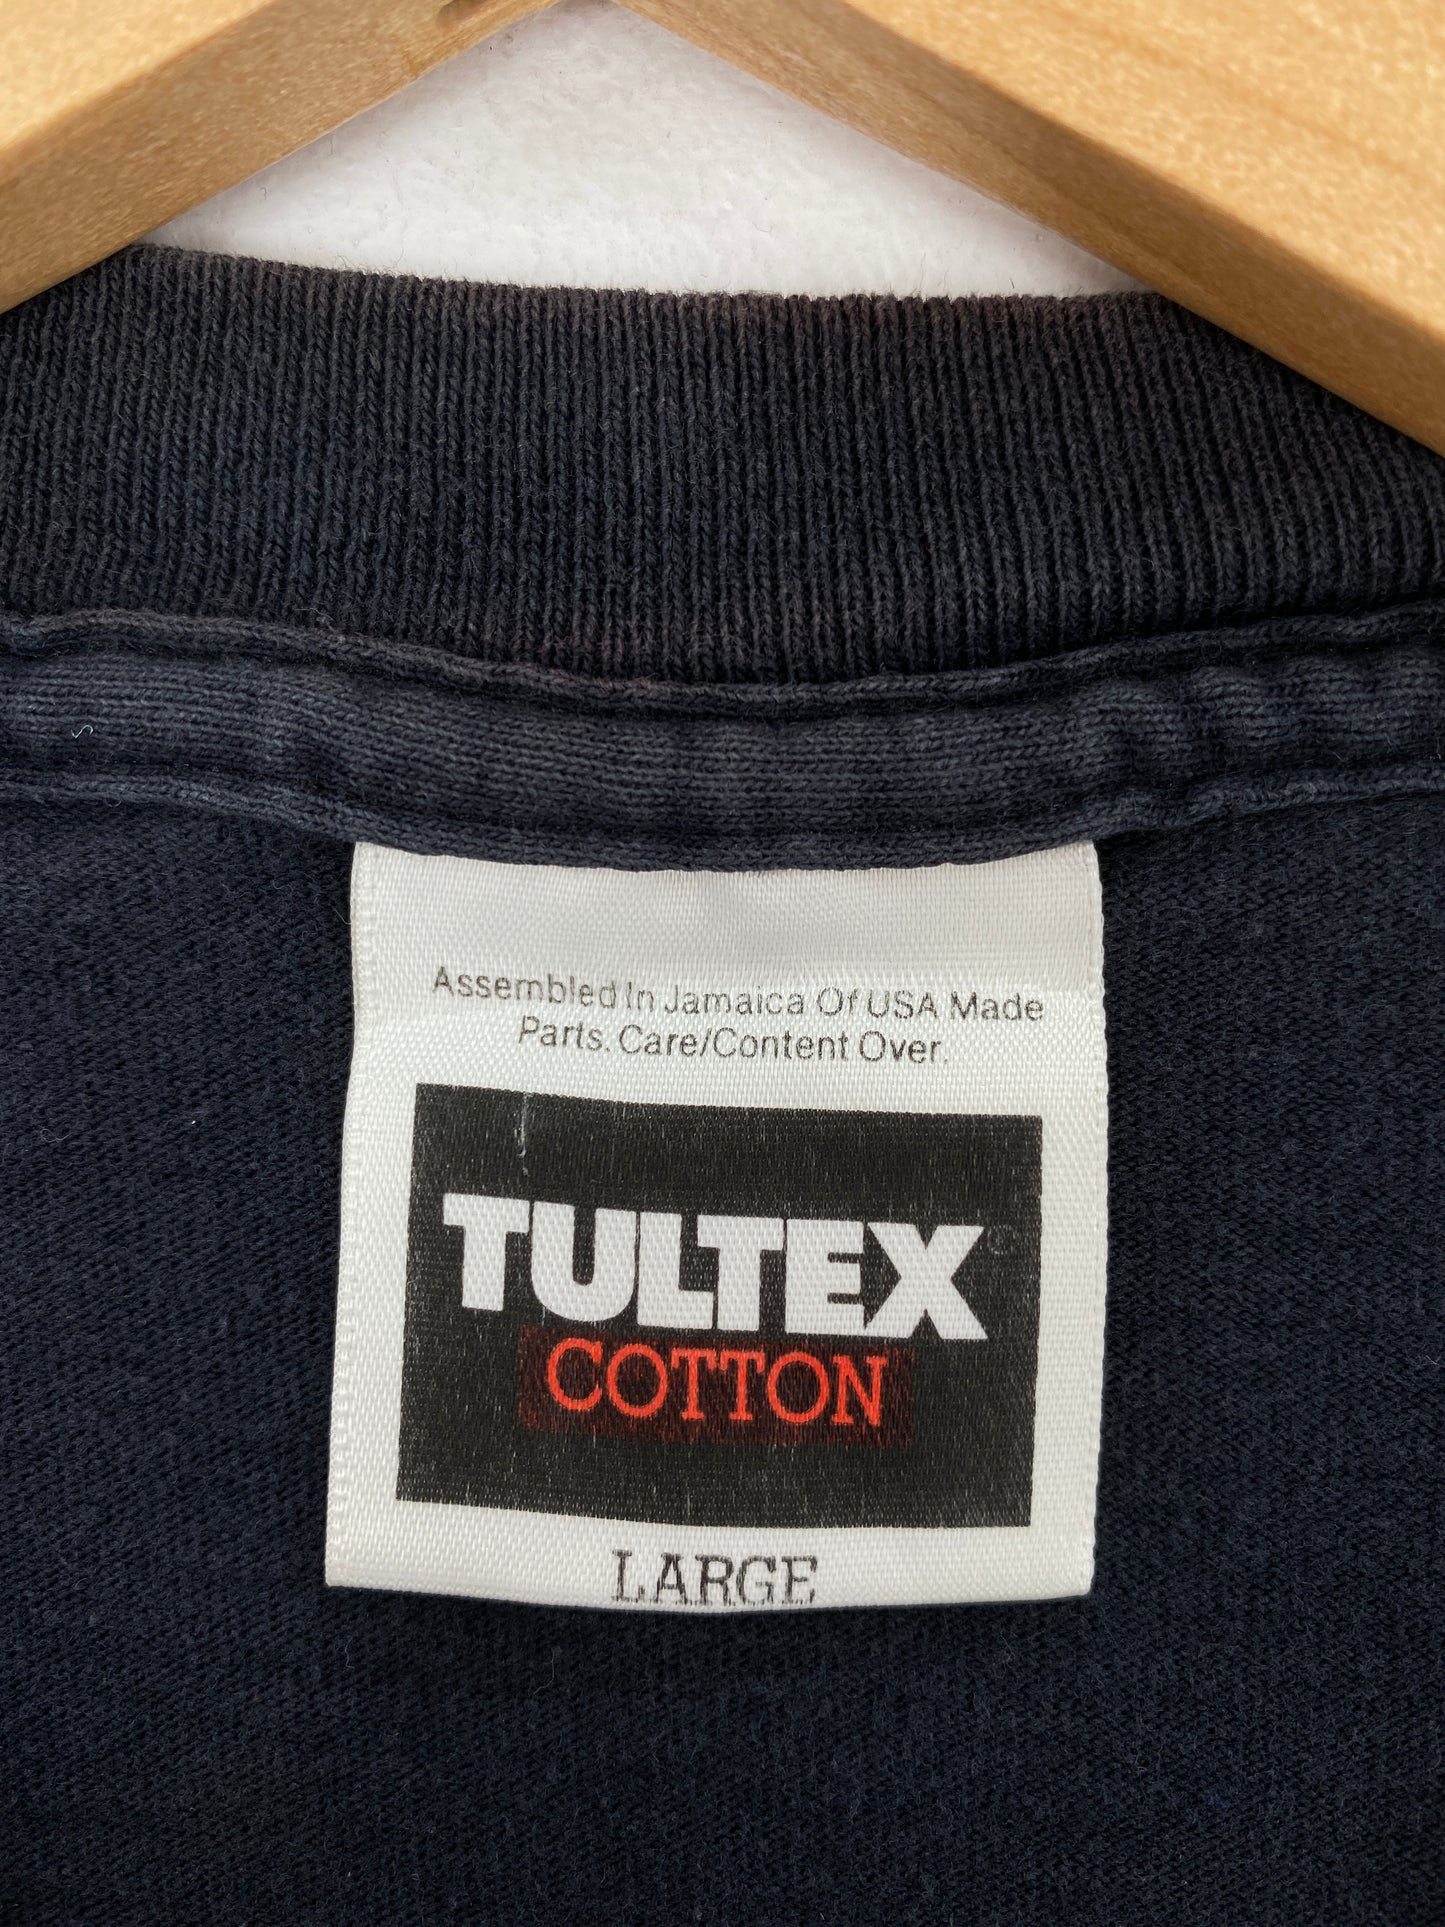 Assembled In Jamaica Of USA Made
Parts. Care/Content Over.
TULTEX®
COTTON
LARGE